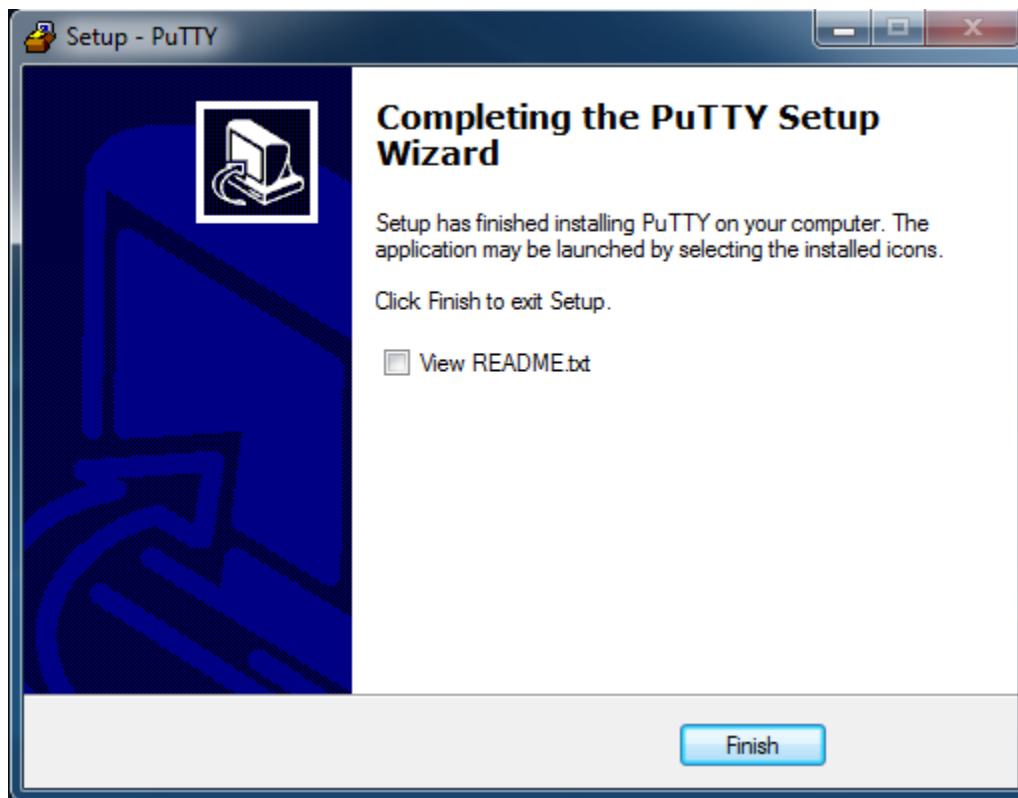 Setup - PuTTY
Completing the PuTTY Setup
Wizard
Setup has finished installing PuTTY on your computer. The
application may be launched by selecting the installed icons.
Click Finish to exit Setup.
View README.txt
Finish